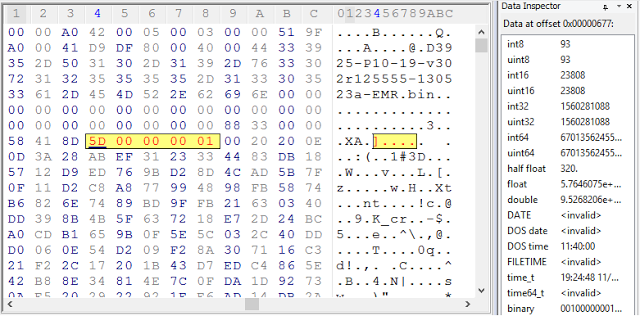 1 2 3 4 5 6 7 8 9 A B C 0123456789ABC
00 00 A0 42 00 05 00 03 00 00 51 9F ....B......Q.
A0 00 41 D9 DF 80 00 40 00 44 33 39 ...A....@.D39
35 2D 50 31 30 2D 31 39 2D 76 33 30 25-P10-19-v30
72 31 32 35 35 35 35 2D 31 33 30 35 2r125555-1305
33 61 2D 45 4D 52 2E 62 69 6E 00 00 23a-EMR.bin..
00 00 00 00 00 00 00 00 00 00 00 00 .............
00 00 00 00 00 00 00 00 88 33 00 00 ..........3..
58 41 8D 5D 00 00 00 01 00 20 20 0E .XA.]....
0D 3A 28 AB EF 31 23 33 44 83 DB 18 ..:(..1#3D...
57 12 D9 ED 76 9B D2 8D 4C AD 5B 7F .W...v...L.[.
0F 11 D2 C8 A8 77 99 48 98 FB 58 74 z.....w.H..Xt
B6 82 6E 74 89 BD 9F FB 21 63 03 40 ...nt....!c.@
DD 39 8B 4B 5F 63 72 18 E7 2D 24 BC ..9.K_cr..-$.
A0 CD B1 65 9B 0F 5E 5C 03 2C 40 DD 5...e..^\.,@.
D0 06 0E 54 D2 09 F2 8A 30 71 16 C3 ....T....0q..
21 F2 2C 17 20 1B 43 D7 ED C4 86 5E d!.,. .C....^
42 B8 8E 34 81 4E 7C 0F DA 1D 92 73 .B..4.N|....s
Data Inspector
Data at offset 0x00000677:
int8 93
uint8 93
int16 23808
uint16 23808
int32 1560281088
uint32 1560281088
int64 67013562455...
uint64 67013562455...
half float 320.
float 5.7646075e+...
double 9.5268206e+...
DATE <invalid>
DOS date <invalid>
DOS time 11:40:00
FILETIME <invalid>
time_t 19:24:48 11/...
time64_t <invalid>
binary 00100000001...